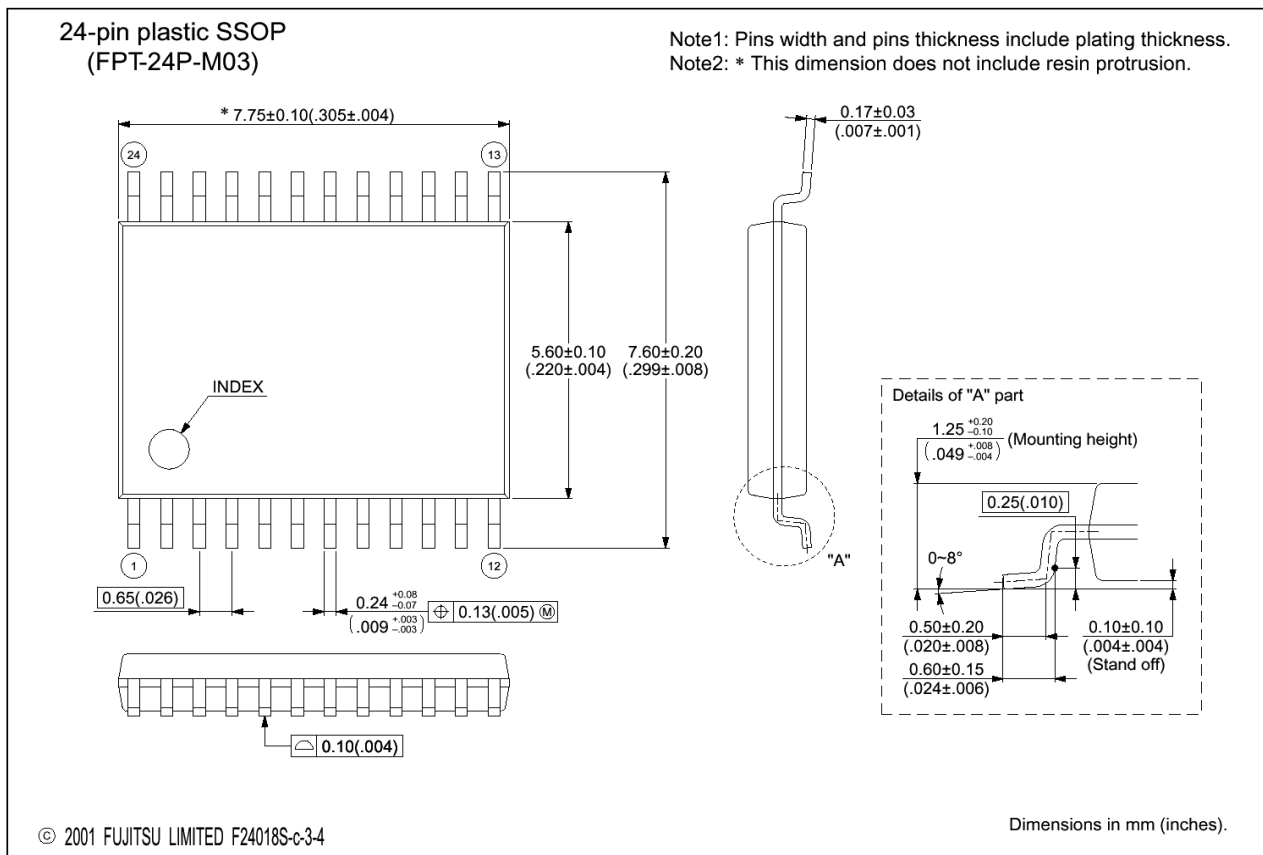 24-pin plastic SSOP
(FPT-24P-M03)
Note1: Pins width and pins thickness include plating thickness.
Note2: * This dimension does not include resin protrusion.
* 7.75±0.10(.305±.004)
0.17±0.03
(.007±.001)
24
13
5.60±0.10
(.220±.004)
7.60±0.20
(.299±.008)
INDEX
Details of "A" part
1.25 +0.20 –0.10
(.049 +.008 –.004)
(Mounting height)
0.25(.010)
"A"
1
12
0~8°
0.65(.026)
0.24 +0.08 –0.07
(.009 +.003 –.003)
0.13(.005) Ⓜ
0.50±0.20
(.020±.008)
0.10±0.10
(.004±.004)
(Stand off)
0.60±0.15
(.024±.006)
0.10(.004)
© 2001 FUJITSU LIMITED F24018S-c-3-4
Dimensions in mm (inches).